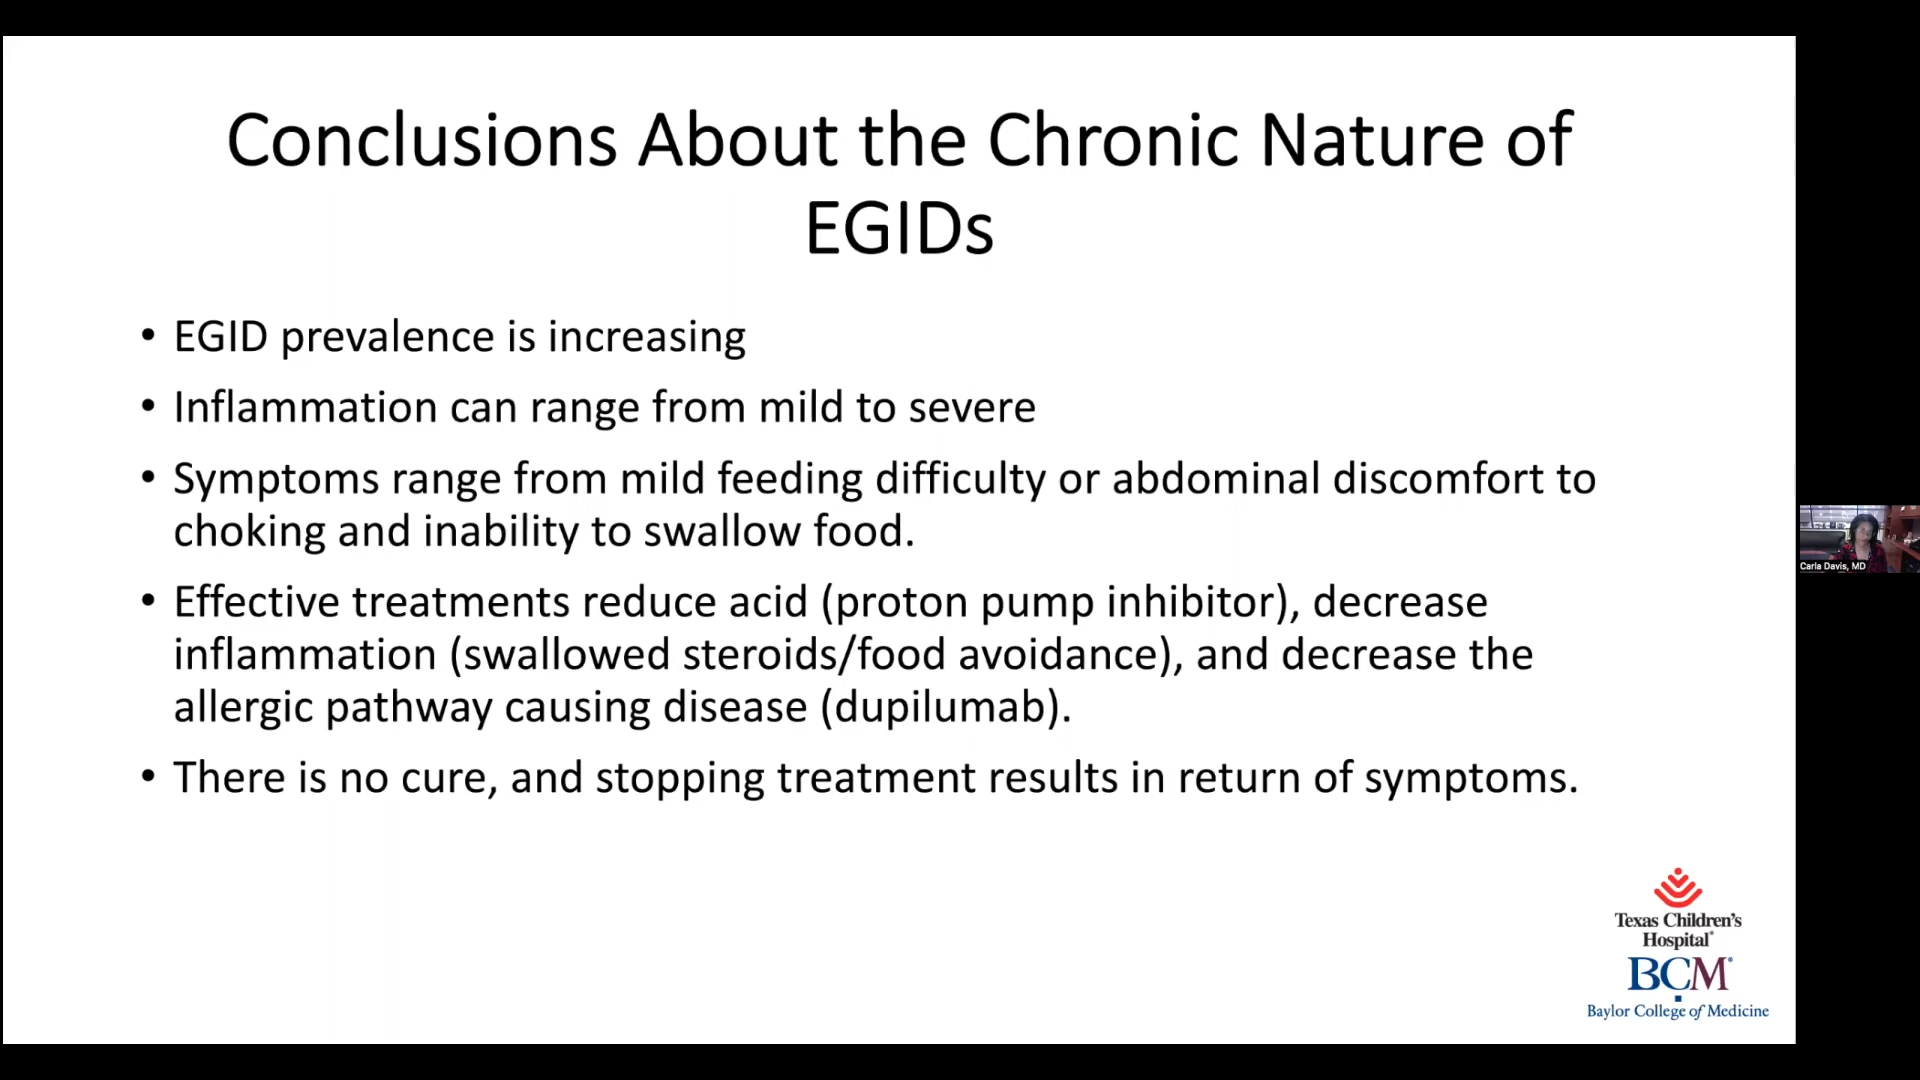 Conclusions About the Chronic Nature of
EGIDs
• EGID prevalence is increasing
• Inflammation can range from mild to severe
• Symptoms range from mild feeding difficulty or abdominal discomfort to
choking and inability to swallow food.
• Effective treatments reduce acid (proton pump inhibitor), decrease
inflammation (swallowed steroids/food avoidance), and decrease the
allergic pathway causing disease (dupilumab).
• There is no cure, and stopping treatment results in return of symptoms.
Carla Davis, MD
Texas Children's
Hospital®
BCM®
Baylor College of Medicine